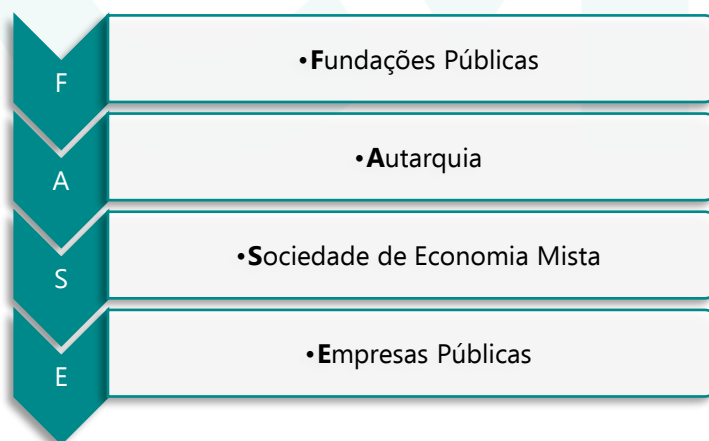 F
•Fundações Públicas
A
•Autarquia
S
•Sociedade de Economia Mista
E
•Empresas Públicas